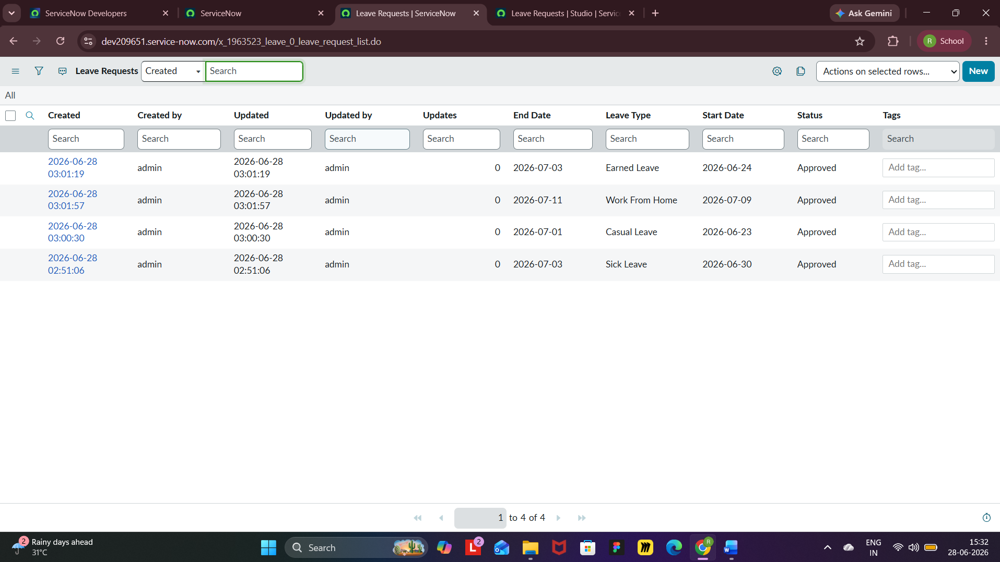 ServiceNow Developers
ServiceNow
Leave Requests | ServiceNow
Leave Requests | Studio | Servic
Ask Gemini
dev209651.service-now.com/x_1963523_leave_0_leave_request_list.do
R School
Leave Requests Created Search
Actions on selected rows... New
All
Created Created by Updated Updated by Updates End Date Leave Type Start Date Status Tags
Search Search Search Search Search Search Search Search Search Search
2026-06-28 03:01:19 admin 2026-06-28 03:01:19 admin 0 2026-07-03 Earned Leave 2026-06-24 Approved Add tag...
2026-06-28 03:01:57 admin 2026-06-28 03:01:57 admin 0 2026-07-11 Work From Home 2026-07-09 Approved Add tag...
2026-06-28 03:00:30 admin 2026-06-28 03:00:30 admin 0 2026-07-01 Casual Leave 2026-06-23 Approved Add tag...
2026-06-28 02:51:06 admin 2026-06-28 02:51:06 admin 0 2026-07-03 Sick Leave 2026-06-30 Approved Add tag...
1 to 4 of 4
2 Rainy days ahead
31°C
Search
L 2
R
W
ENG
IN
15:32
28-06-2026